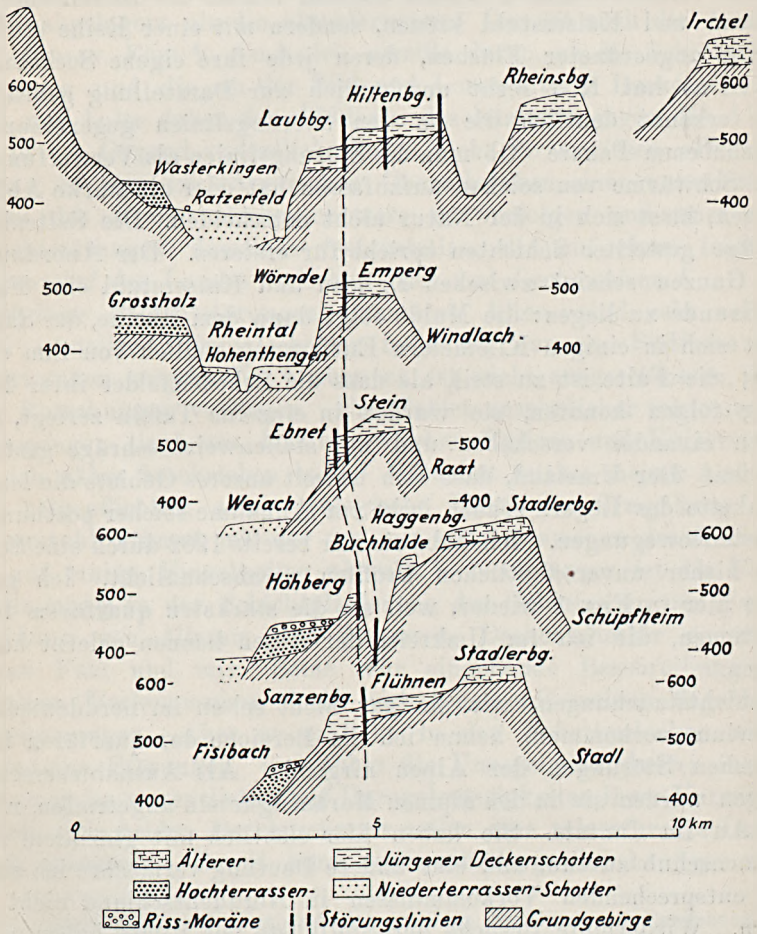 Irchel
600-
-600
Hiltenbg.
Rheinsbg.
Laubbg.
500
-500
Wasterkingen
400-
Ratzerfeld
-400
Wörndel
Emperg
500-
-500
Grossholz
Rheintal
Windlach
400-
Hohenthengen
-400
Stein
Ebnet
500-
-500
Raat
400-
Weiach
-400
Stadlerbg.
Haggenbg.
600-
-600
Buchhalde
Höhberg
500-
-500
Schüpfheim
400-
-400
Stadlerbg.
600-
Flühnen
-600
Sanzenbg.
500-
-500
Fisibach
Stadl
400-
-400
0
5
10 km
Älterer-
Jüngerer Deckenschotter
Hochterrassen-
Niederterrassen-Schotter
Riss-Moräne
Störungslinien
Grundgebirge